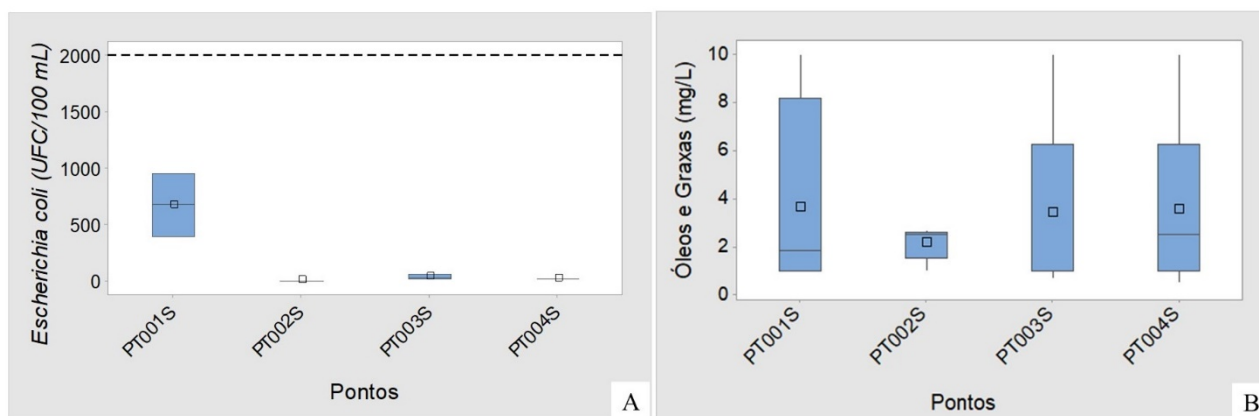 Escherichia coli (UFC/100 mL)
2000
1500
1000
500
0
PT001S
PT002S
PT003S
PT004S
Pontos
A
Óleos e Graxas (mg/L)
10
8
6
4
2
0
PT001S
PT002S
PT003S
PT004S
Pontos
B